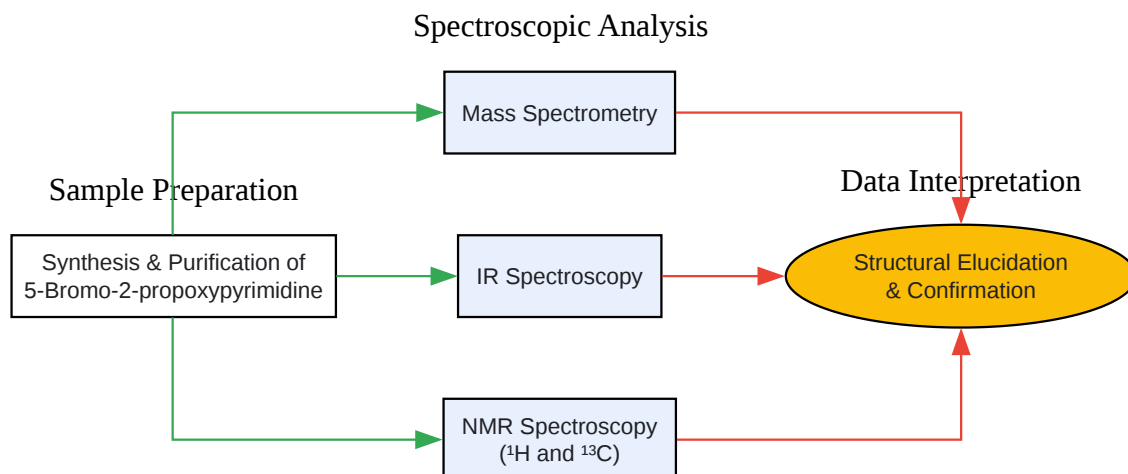 Spectroscopic Analysis
Mass Spectrometry
Sample Preparation
Data Interpretation
Synthesis & Purification of
5-Bromo-2-propoxypyrimidine
IR Spectroscopy
Structural Elucidation
& Confirmation
NMR Spectroscopy
(¹H and ¹³C)